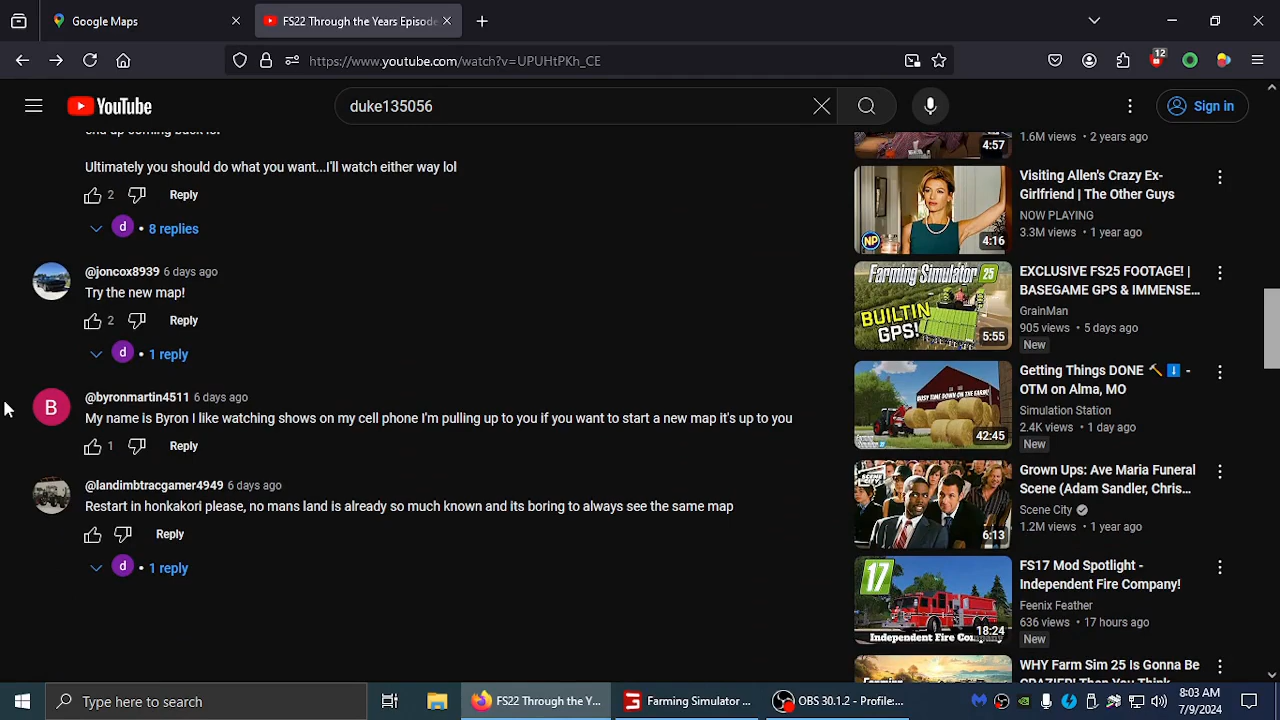 Google Maps
FS22 Through the Years Episode
https://www.youtube.com/watch?v=UPUHtPKh_CE
12
YouTube
duke135056
Sign in
Ultimately you should do what you want...I'll watch either way lol
2
Reply
8 replies
@joncox8939 6 days ago
Try the new map!
2
Reply
d
1 reply
B
@byronmartin4511 6 days ago
My name is Byron I like watching shows on my cell phone I'm pulling up to you if you want to start a new map it's up to you
1
Reply
@landimbtracgamer4949 6 days ago
Restart in honkakori please no mans land is already so much known and its boring to always see the same map
Reply
d
1 reply
4:57
1.6M views • 2 years ago
NP
4:16
Visiting Allen's Crazy Ex-
Girlfriend | The Other Guys
NOW PLAYING
3.3M views • 1 year ago
Farming Simulator 25
BUILTIN
GPS!
5:55
EXCLUSIVE FS25 FOOTAGE! |
BASEGAME GPS & IMMENSE...
GrainMan
905 views • 5 days ago
New
BUSY TIME DOWN ON THE FARM!
42:45
Getting Things DONE 🔨 ⬇️ -
OTM on Alma, MO
Simulation Station
2.4K views • 1 day ago
New
6:13
Grown Ups: Ave Maria Funeral
Scene (Adam Sandler, Chris...
Scene City
1.2M views • 1 year ago
17
Independent Fire Company
18:24
FS17 Mod Spotlight -
Independent Fire Company!
Feenix Feather
636 views • 17 hours ago
New
WHY Farm Sim 25 Is Gonna Be
Type here to search
FS22 Through the Y...
Farming Simulator ...
OBS 30.1.2 - Profile:...
8:03 AM
7/9/2024